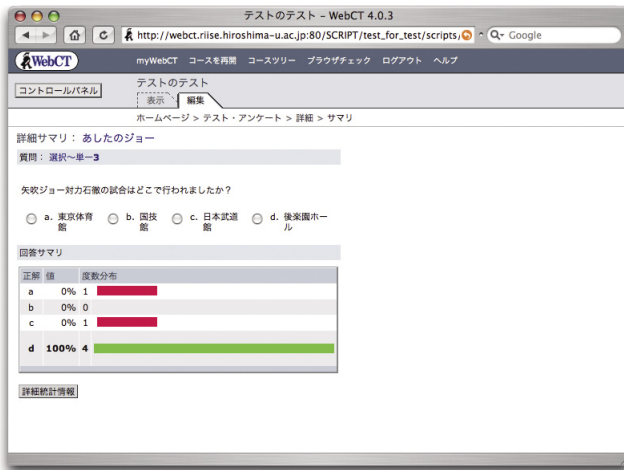 テストのテスト – WebCT 4.0.3
http://webct.riise.hiroshima-u.ac.jp:80/SCRIPT/test_for_test/scripts/
Google
WebCT
myWebCT コースを再開 コースツリー ブラウザチェック ログアウト ヘルプ
コントロールパネル
テストのテスト
表示 編集
ホームページ > テスト・アンケート > 詳細 > サマリ
詳細サマリ： あしたのジョー
質問： 選択〜単一3
矢吹ジョー対力石徹の試合はどこで行われましたか？
a. 東京体育館 b. 国技館 c. 日本武道館 d. 後楽園ホール
回答サマリ
正解 値 度数分布
a 0% 1
b 0% 0
c 0% 1
d 100% 4
詳細統計情報